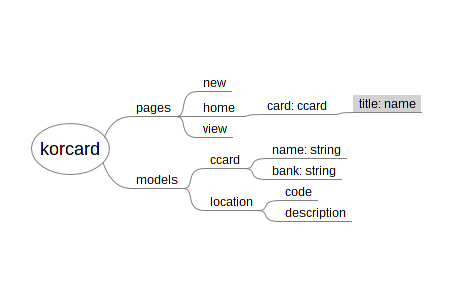 korcard
pages
new
home
card: ccard
title: name
view
models
ccard
name: string
bank: string
location
code
description